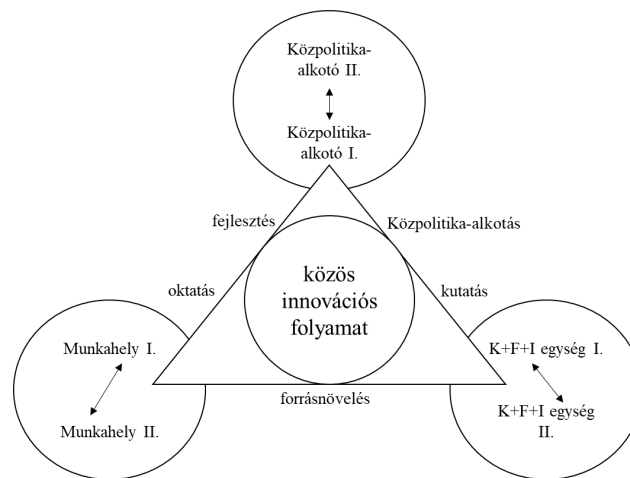 Közpolitika-
alkotó II.
Közpolitika-
alkotó I.
fejlesztés
Közpolitika-alkotás
oktatás
kutatás
közös
innovációs
folyamat
Munkahely I.
Munkahely II.
K+F+I egység I.
K+F+I egység
II.
forrásnövelés